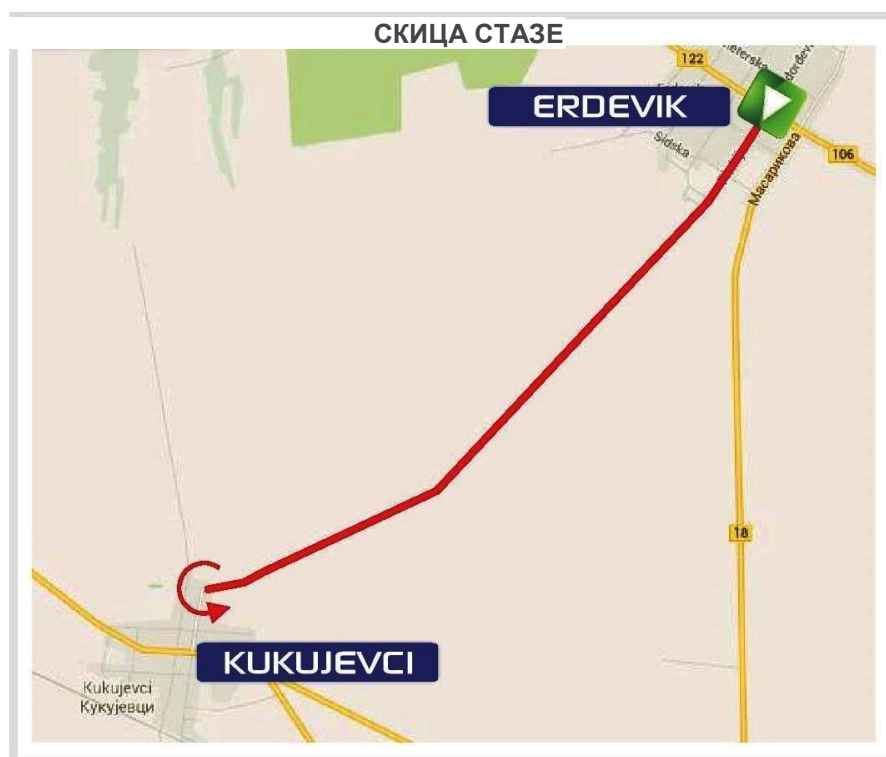 СКИЦА СТАЗЕ
122
ERDEVIK
Sidska
106
Масарикова
18
KUKUJEVCI
Kukujevci
Кукујевци